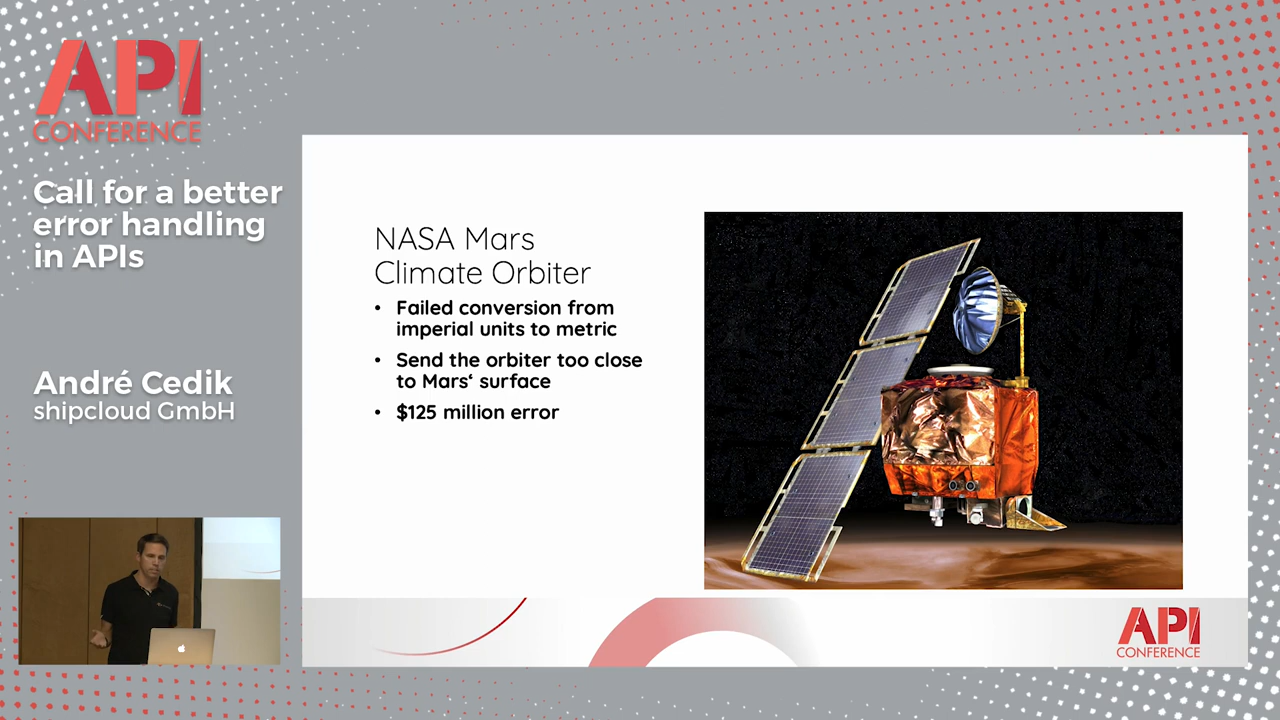 API
CONFERENCE
Call for a better
error handling
in APIs
André Cedik
shipcloud GmbH
NASA Mars
Climate Orbiter
• Failed conversion from
imperial units to metric
• Send the orbiter too close
to Mars‘ surface
• $125 million error
API
CONFERENCE